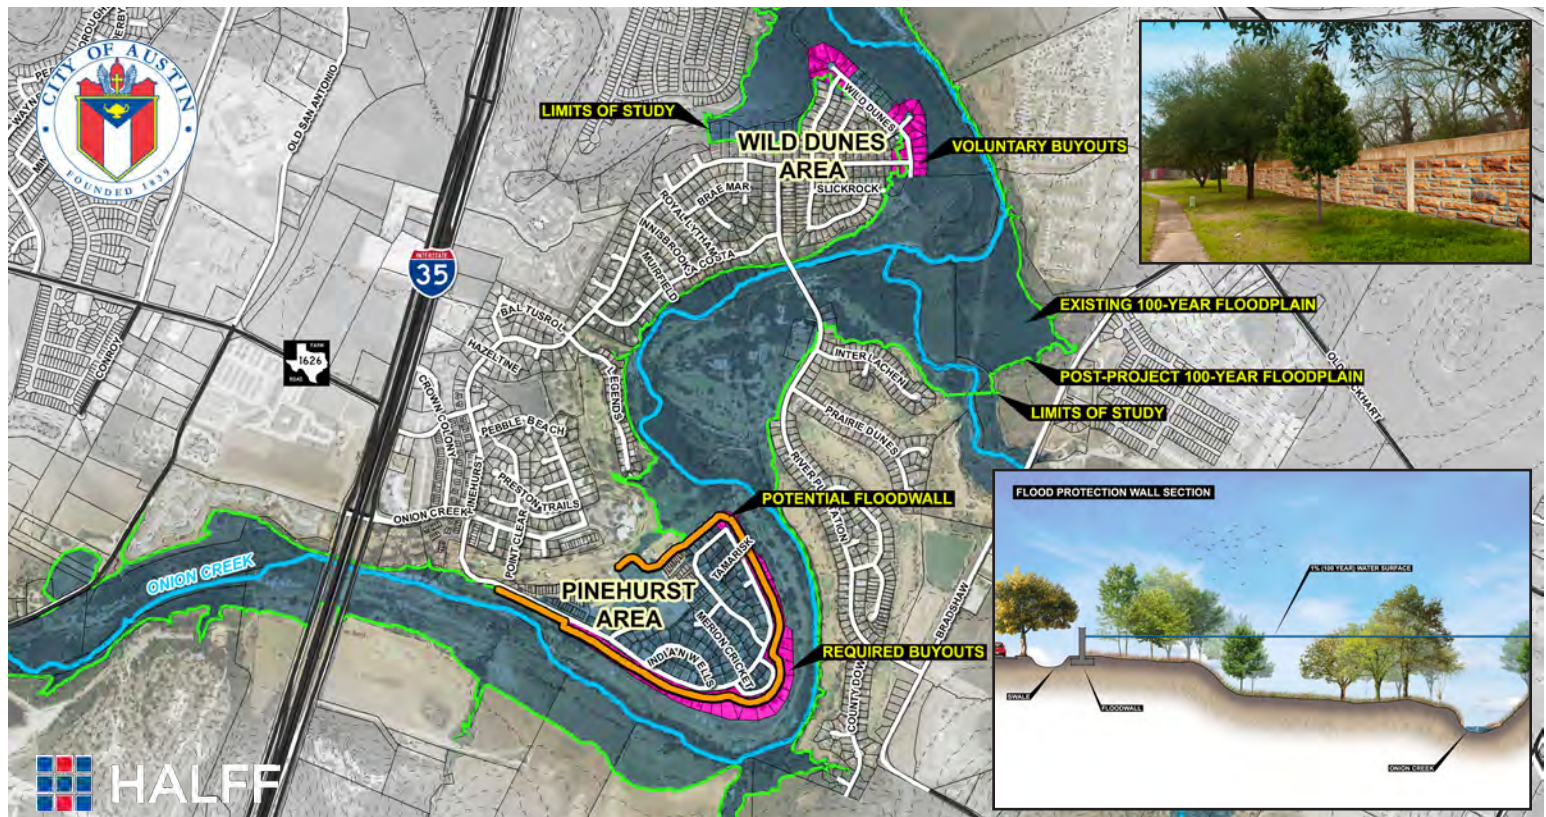 CITY OF AUSTIN
FOUNDED 1839
OLD SAN ANTONIO
LIMITS OF STUDY
WILD DUNES
WILD DUNES
AREA
VOLUNTARY BUYOUTS
SLICKROCK
BRAE MAR
ROYAL LYTHAM
INNISBROOK
COSTA
MUIRFIELD
INTERSTATE
35
EXISTING 100-YEAR FLOODPLAIN
BALTUSROL
FARM
1626
ROAD
HAZELTINE
CONROY
INTERLACHEN
POST-PROJECT 100-YEAR FLOODPLAIN
LEGENDS
CROWN COLONY
LIMITS OF STUDY
PEBBLE BEACH
PRAIRIE DUNES
PINEHURST
PRESTON TRAILS
POTENTIAL FLOODWALL
ONION CREEK
POINT CLEAR
ONION CREEK
TAMARISK
PINEHURST
AREA
MERION CRICKET
INDIAN WELLS
REQUIRED BUYOUTS
BRADSHAW
FLOOD PROTECTION WALL SECTION
1% (100 YEAR) WATER SURFACE
SWALE
FLOODWALL
ONION CREEK
HALFF